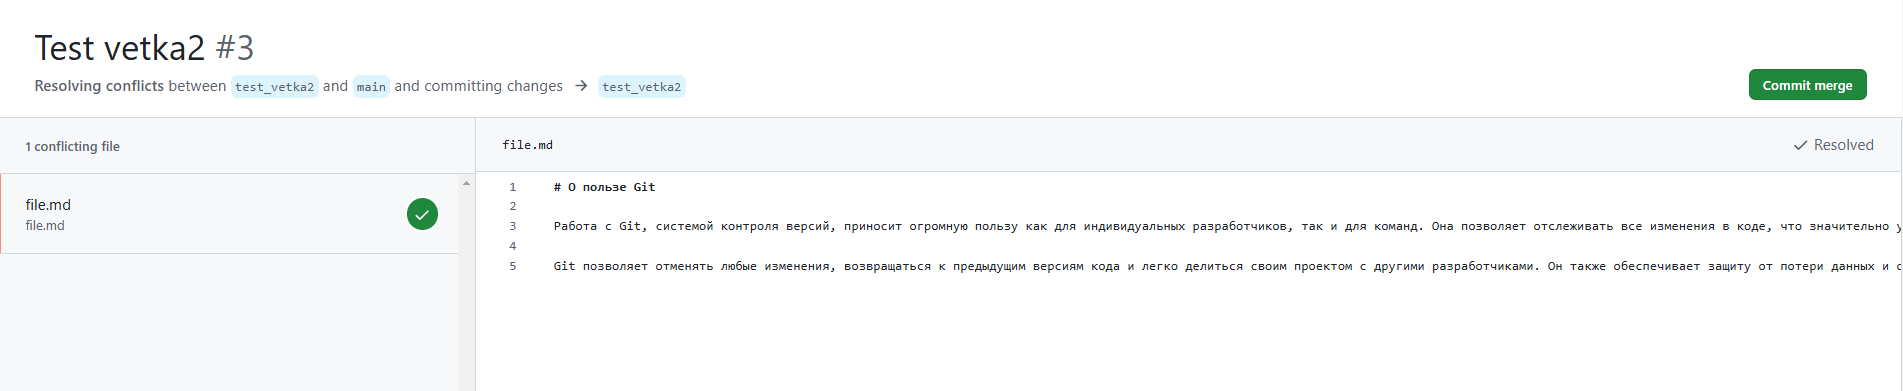 Test vetka2 #3
Resolving conflicts between test_vetka2 and main and committing changes → test_vetka2
Commit merge
1 conflicting file
file.md
file.md
file.md
Resolved
1 # О пользе Git
2
3 Работа с Git, системой контроля версий, приносит огромную пользу как для индивидуальных разработчиков, так и для команд. Она позволяет отслеживать все изменения в коде, что значительно
4
5 Git позволяет отменять любые изменения, возвращаться к предыдущим версиям кода и легко делиться своим проектом с другими разработчиками. Он также обеспечивает защиту от потери данных и